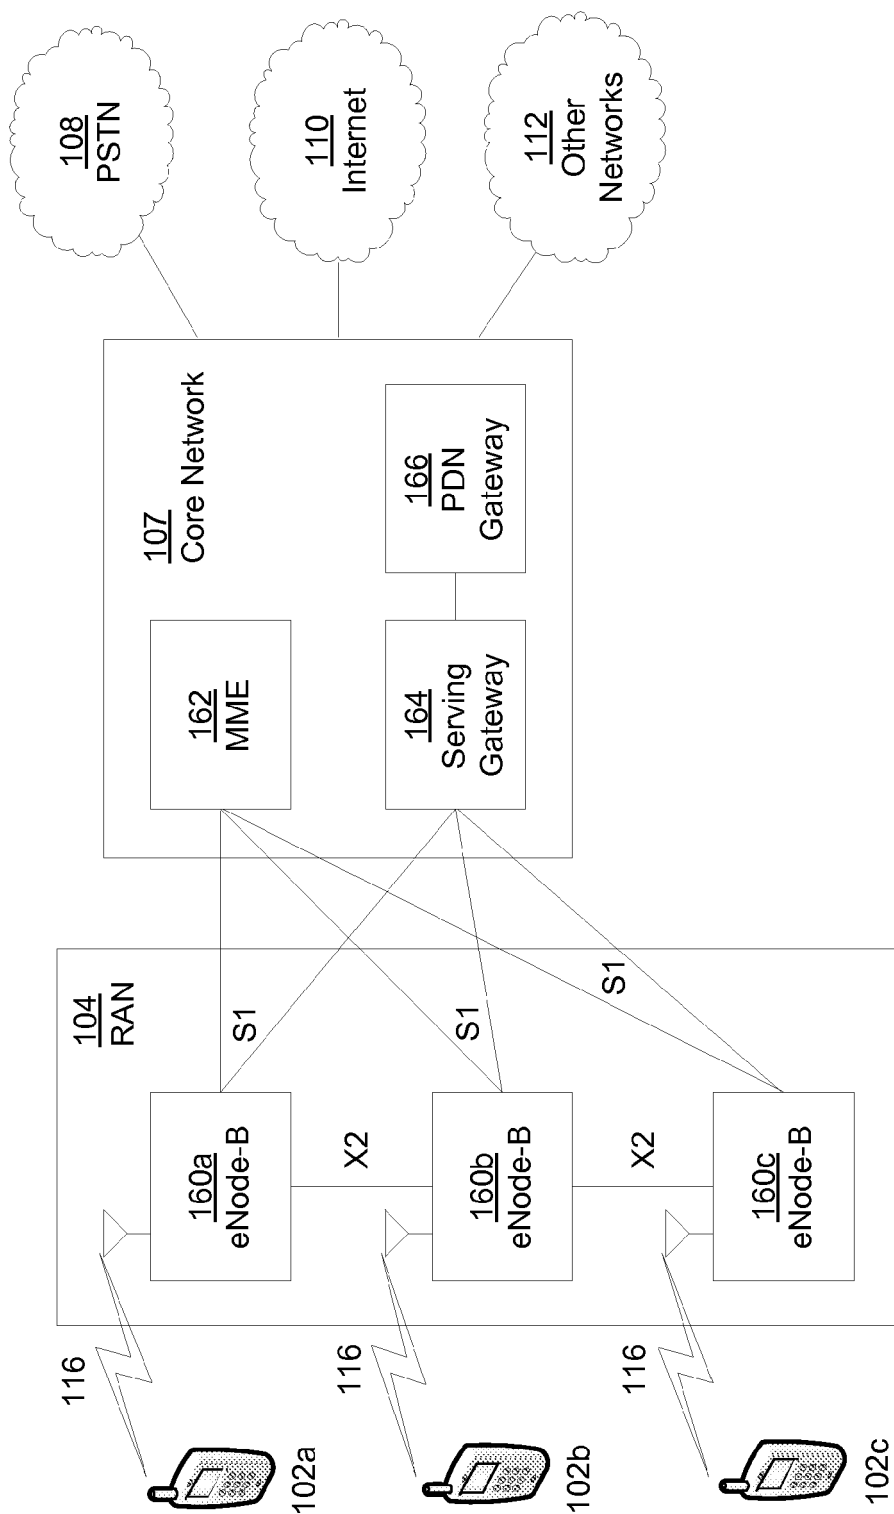 108
PSTN
110
Internet
112
Other
Networks
107
Core Network
162
MME
164
Serving
Gateway
166
PDN
Gateway
104
RAN
S1
S1
S1
160a
eNode-B
X2
160b
eNode-B
X2
160c
eNode-B
116
116
116
102a
102b
102c